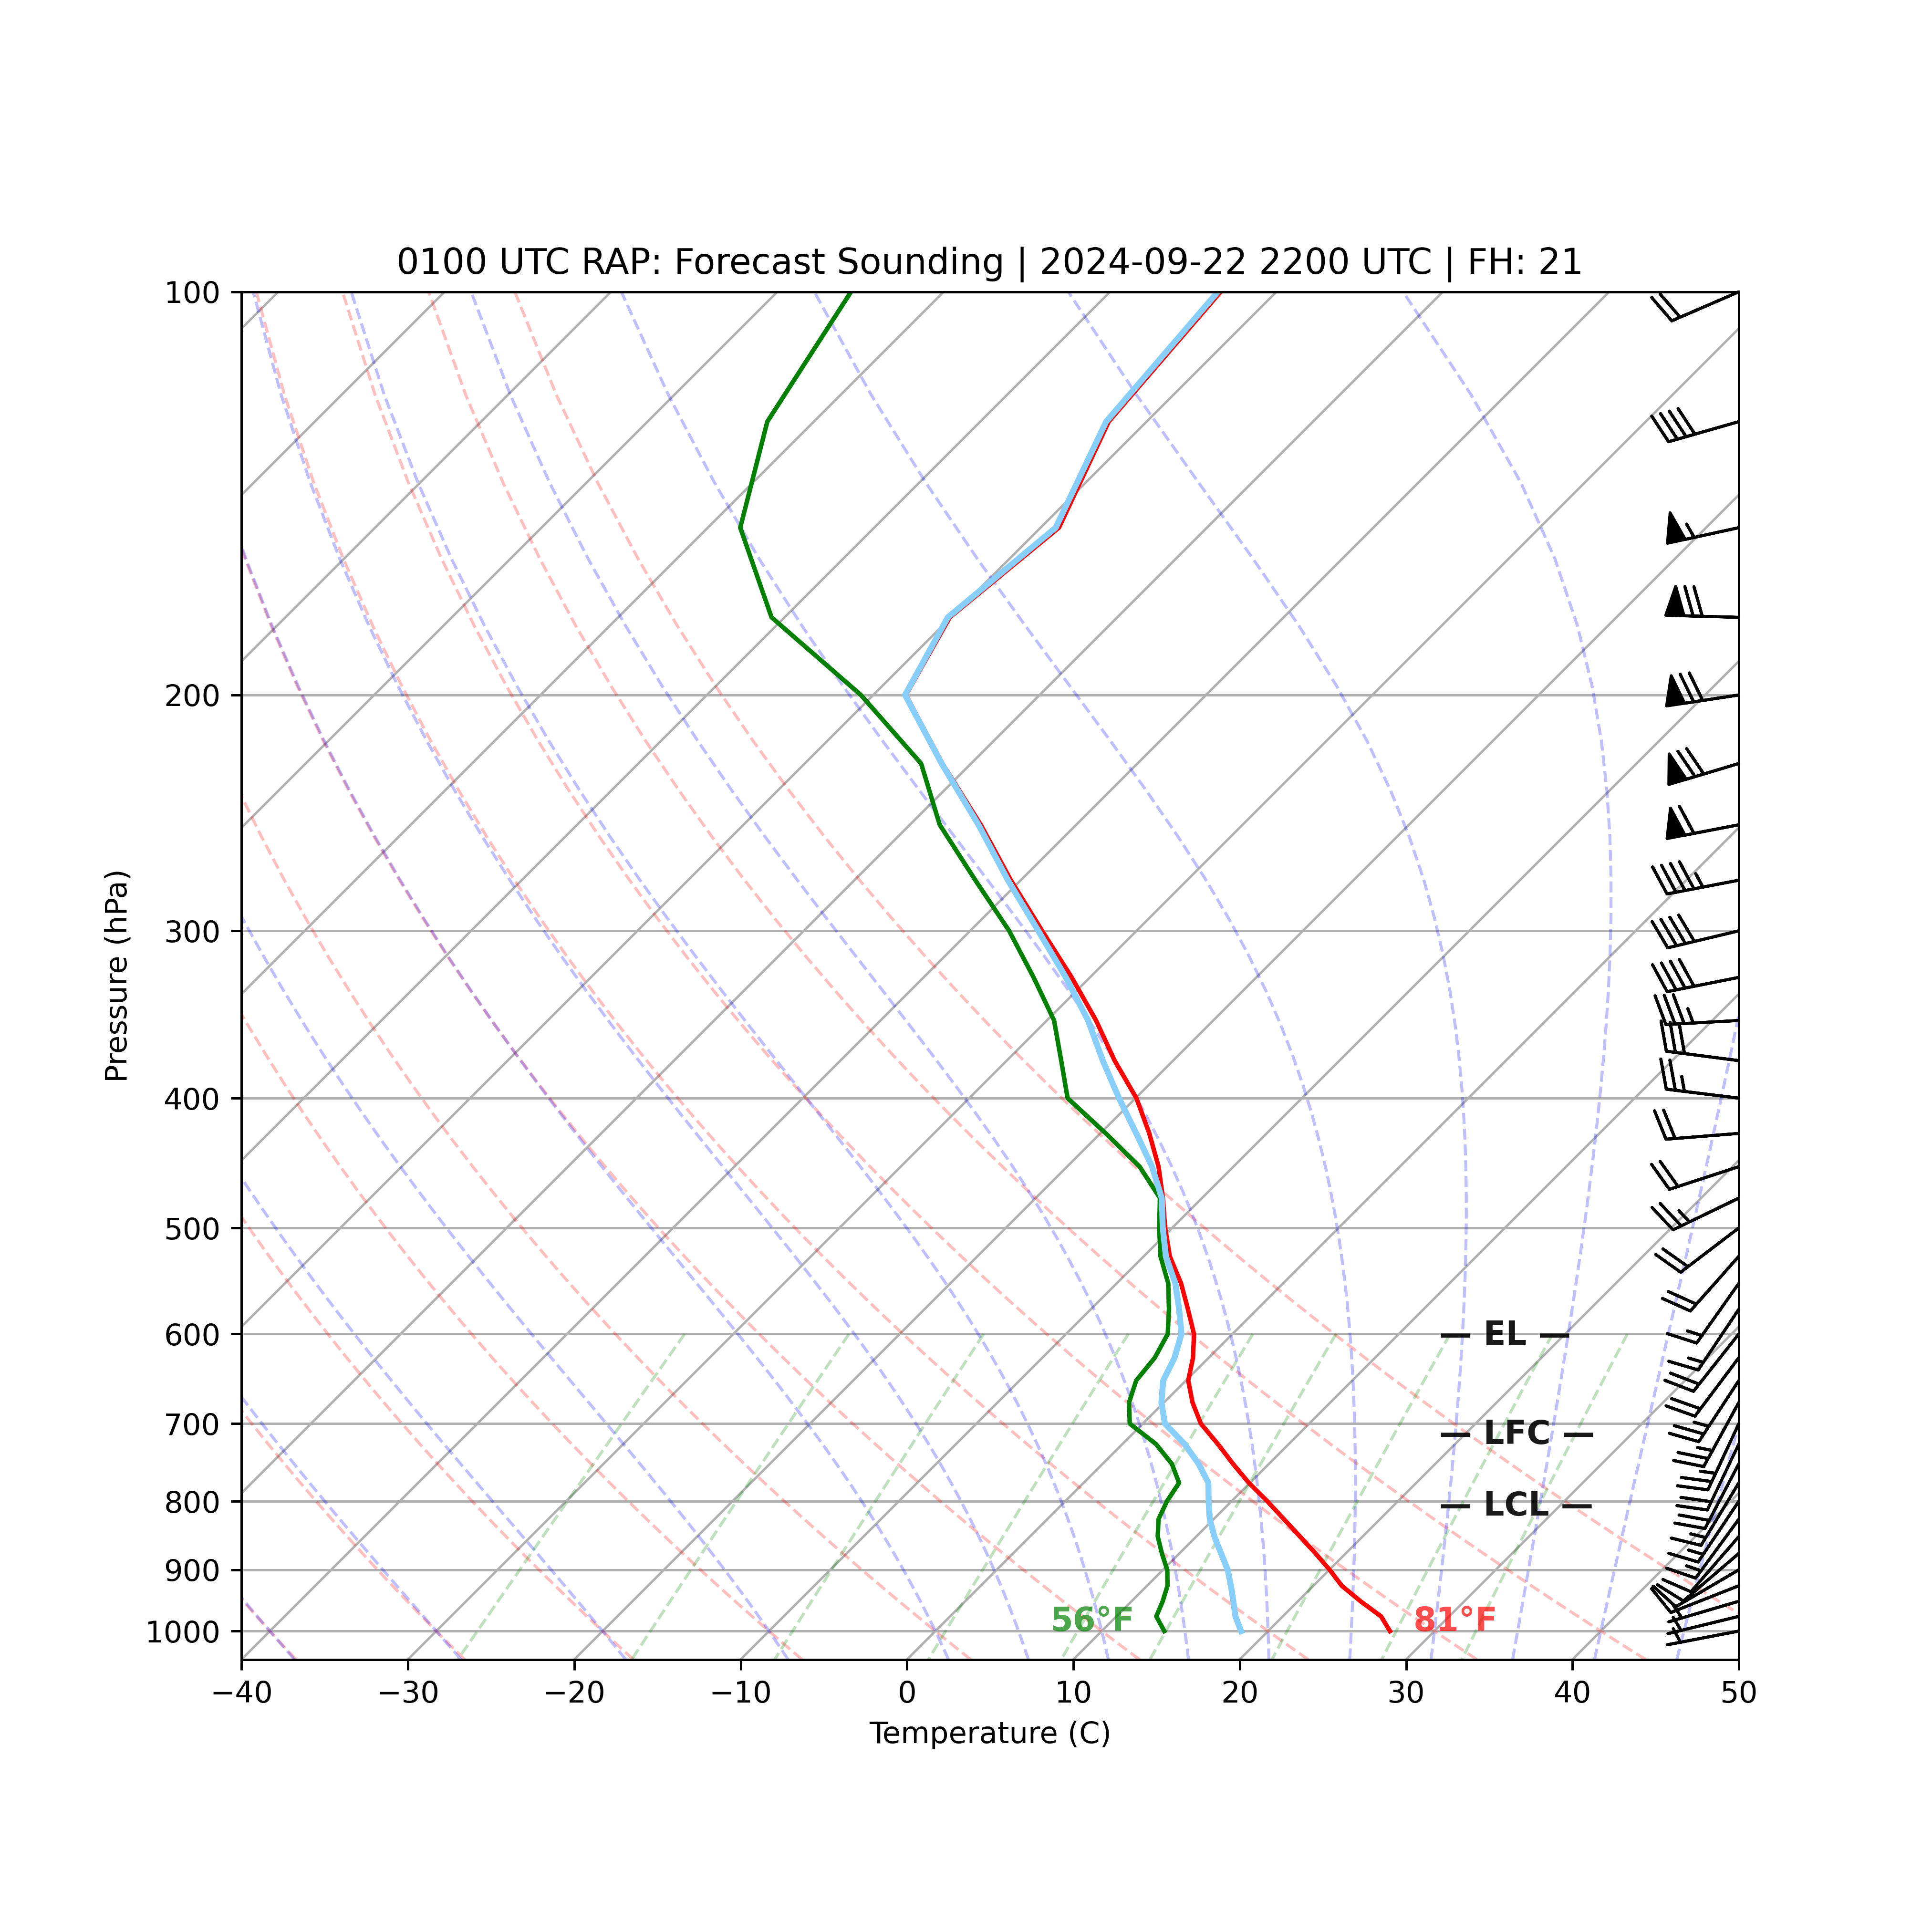 0100 UTC RAP: Forecast Sounding | 2024-09-22 2200 UTC | FH: 21
100
200
300
400
500
600
700
800
900
1000
Pressure (hPa)
— EL —
— LFC —
— LCL —
56°F
81°F
−40 −30 −20 −10 0 10 20 30 40 50
Temperature (C)